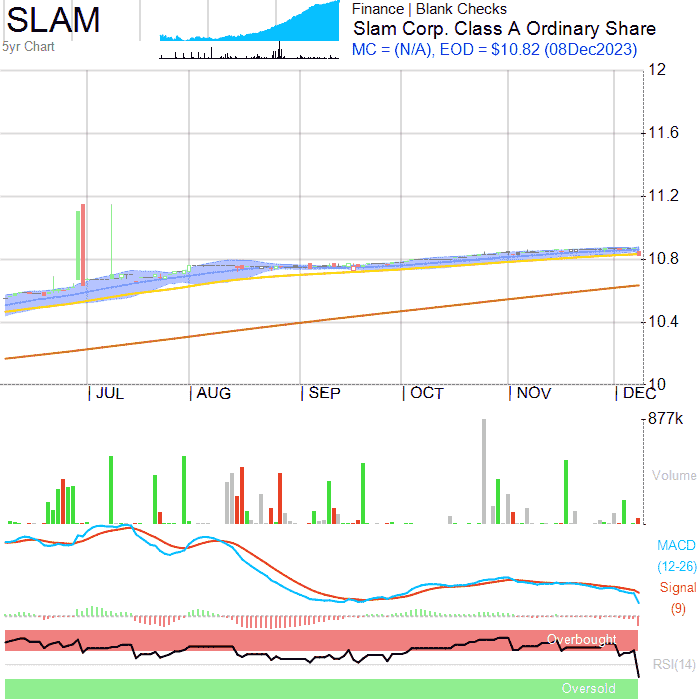 SLAM
5yr Chart
Finance | Blank Checks
Slam Corp. Class A Ordinary Share
MC = (N/A), EOD = $10.82 (08Dec2023)
12
11.6
11.2
10.8
10.4
10
JUL AUG SEP OCT NOV DEC
877k
Volume
MACD
(12-26)
Signal
(9)
Overbought
RSI(14)
Oversold